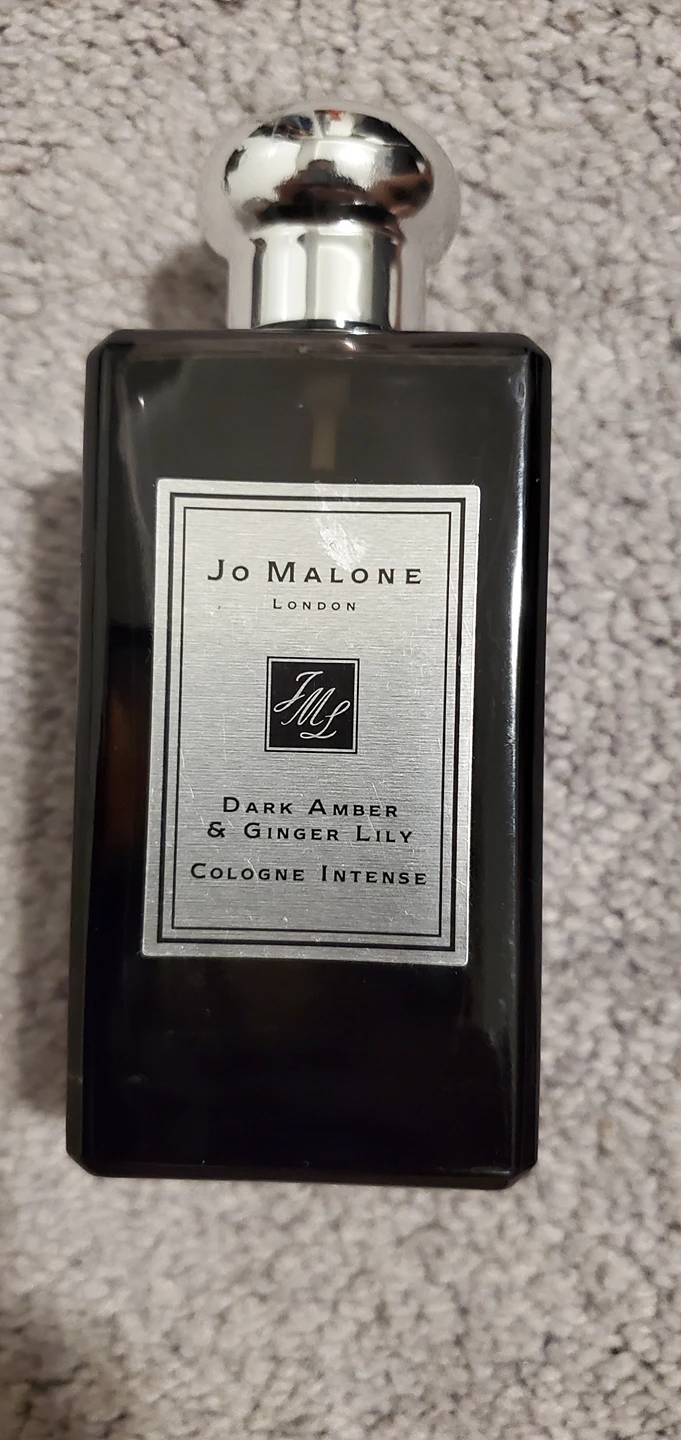 Jo Malone
London
JML
Dark Amber
& Ginger Lily
Cologne Intense